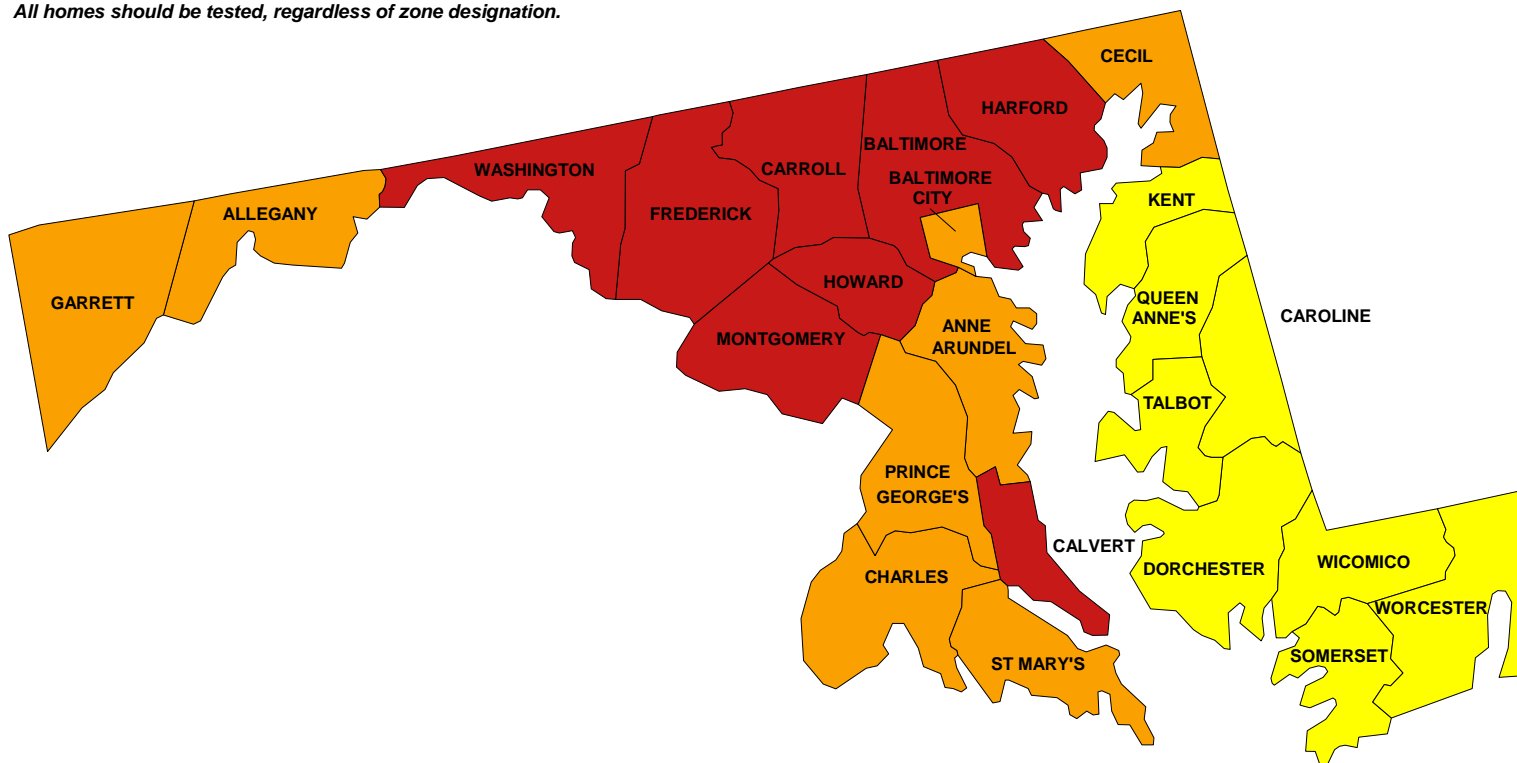 All homes should be tested, regardless of zone designation.
CECIL
HARFORD
BALTIMORE
CARROLL
WASHINGTON
BALTIMORE
CITY
KENT
FREDERICK
ALLEGANY
HOWARD
QUEEN
ANNE'S
GARRETT
CAROLINE
ANNE
ARUNDEL
MONTGOMERY
TALBOT
PRINCE
GEORGE'S
CALVERT
WICOMICO
DORCHESTER
CHARLES
WORCESTER
SOMERSET
ST MARY'S